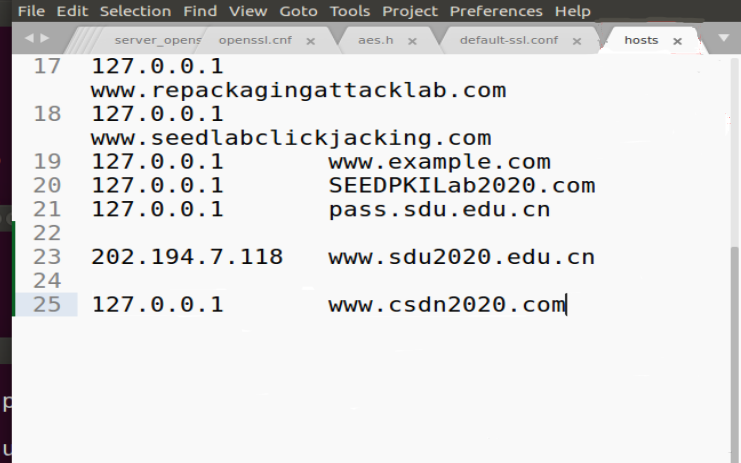 File Edit Selection Find View Goto Tools Project Preferences Help
server_opens openssl.cnf × aes.h × default-ssl.conf × hosts ×
17 127.0.0.1
www.repackagingattacklab.com
18 127.0.0.1
www.seedlabclickjacking.com
19 127.0.0.1 www.example.com
20 127.0.0.1 SEEDPKILab2020.com
21 127.0.0.1 pass.sdu.edu.cn
22
23 202.194.7.118 www.sdu2020.edu.cn
24
25 127.0.0.1 www.csdn2020.com
p
u